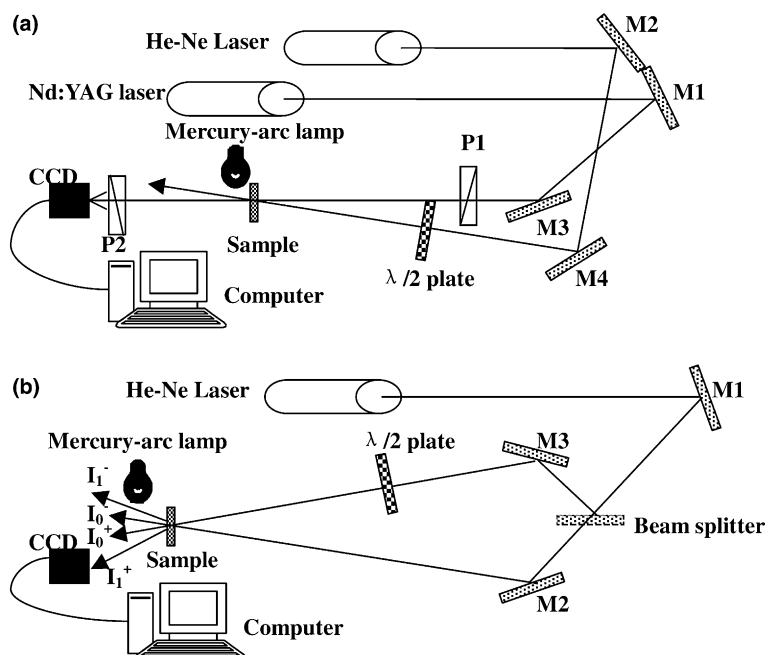 (a)
M2
He-Ne Laser
Nd:YAG laser
M1
Mercury-arc lamp
P1
CCD
P2
Sample
M3
λ/2 plate
M4
Computer
(b)
He-Ne Laser
M1
Mercury-arc lamp
λ/2 plate
M3
I₁⁻
I₀⁻
I₀⁺
CCD
I₁⁺
Sample
Beam splitter
M2
Computer